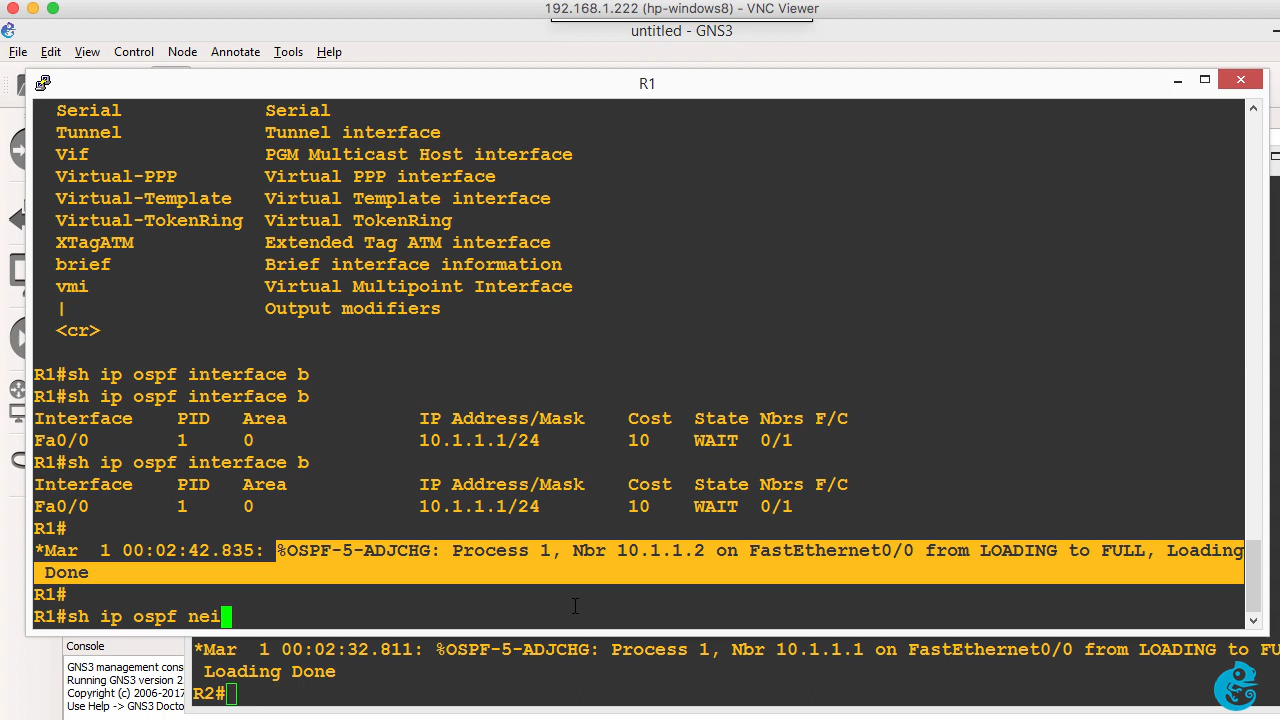 192.168.1.222 (hp-windows8) - VNC Viewer
untitled - GNS3
File Edit View Control Node Annotate Tools Help
R1
Serial Serial
Tunnel Tunnel interface
Vif PGM Multicast Host interface
Virtual-PPP Virtual PPP interface
Virtual-Template Virtual Template interface
Virtual-TokenRing Virtual TokenRing
XTagATM Extended Tag ATM interface
brief Brief interface information
vmi Virtual Multipoint Interface
| Output modifiers
<cr>
R1#sh ip ospf interface b
R1#sh ip ospf interface b
Interface PID Area IP Address/Mask Cost State Nbrs F/C
Fa0/0 1 0 10.1.1.1/24 10 WAIT 0/1
R1#sh ip ospf interface b
Interface PID Area IP Address/Mask Cost State Nbrs F/C
Fa0/0 1 0 10.1.1.1/24 10 WAIT 0/1
R1#
*Mar 1 00:02:42.835: %OSPF-5-ADJCHG: Process 1, Nbr 10.1.1.2 on FastEthernet0/0 from LOADING to FULL, Loading
Done
R1#
R1#sh ip ospf nei
Console
GNS3 management cons
Running GNS3 version 2
Copyright (c) 2006-2017
Use Help -> GNS3 Docto
*Mar 1 00:02:32.811: %OSPF-5-ADJCHG: Process 1, Nbr 10.1.1.1 on FastEthernet0/0 from LOADING to FU
Loading Done
R2#